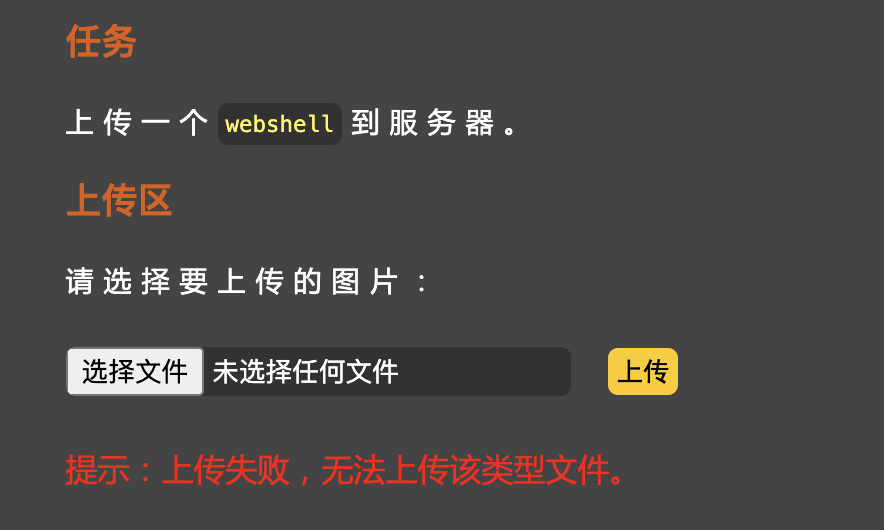 任务
上传一个 webshell 到服务器。
上传区
请选择要上传的图片：
选择文件 未选择任何文件 上传
提示：上传失败，无法上传该类型文件。